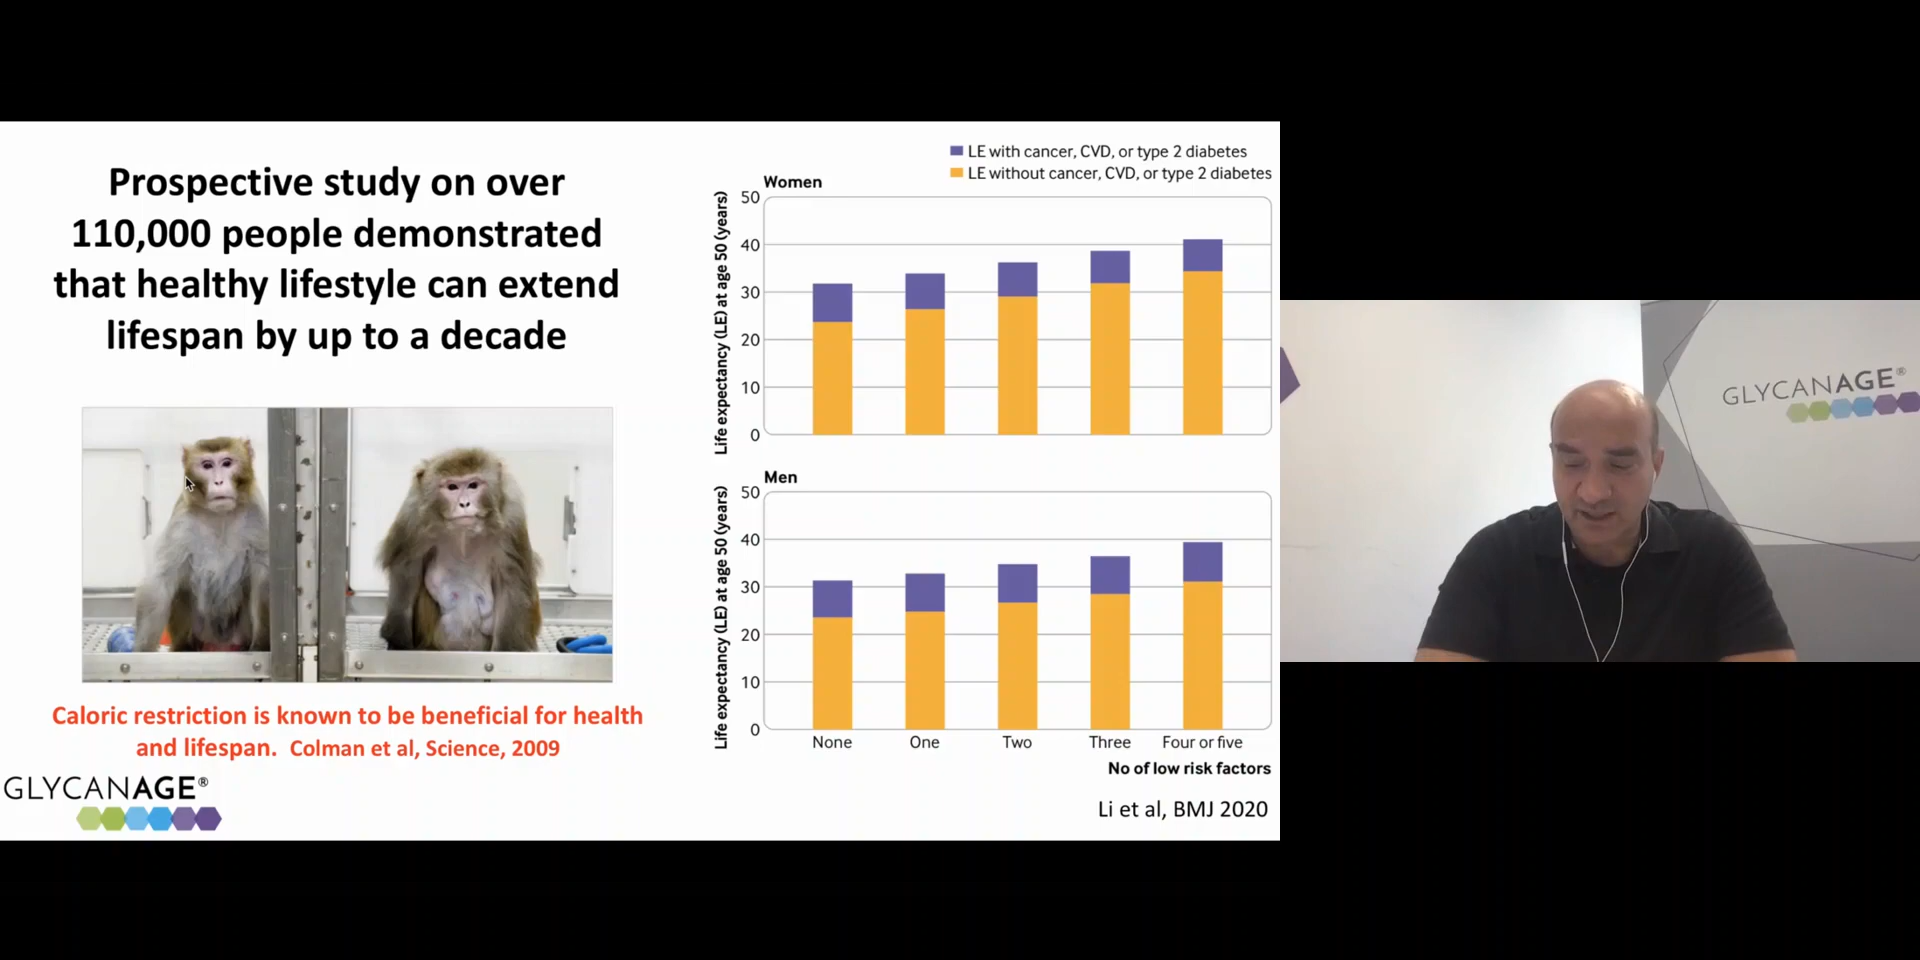 Prospective study on over
110,000 people demonstrated
that healthy lifestyle can extend
lifespan by up to a decade
Caloric restriction is known to be beneficial for health
and lifespan. Colman et al, Science, 2009
GLYCANAGE®
LE with cancer, CVD, or type 2 diabetes
LE without cancer, CVD, or type 2 diabetes
Women
Life expectancy (LE) at age 50 (years)
50
40
30
20
10
0
Men
Life expectancy (LE) at age 50 (years)
50
40
30
20
10
0
None One Two Three Four or five
No of low risk factors
Li et al, BMJ 2020
GLYCANAGE®